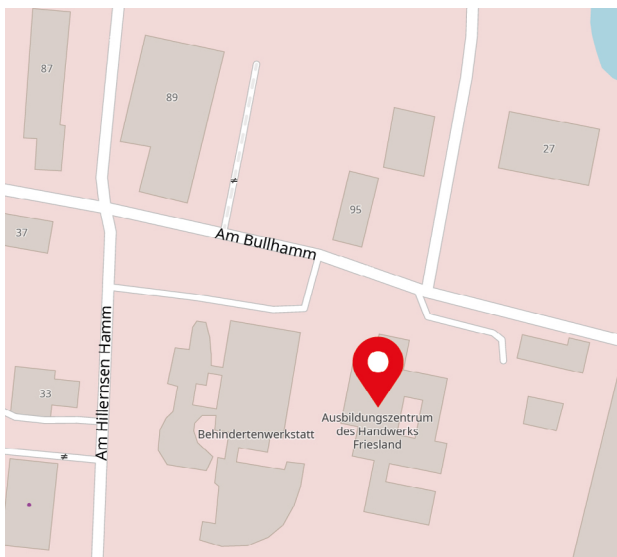 87
89
27
95
37
Am Bullhamm
Am Hillernsen Hamm
33
Behindertenwerkstatt
Ausbildungszentrum
des Handwerks
Friesland